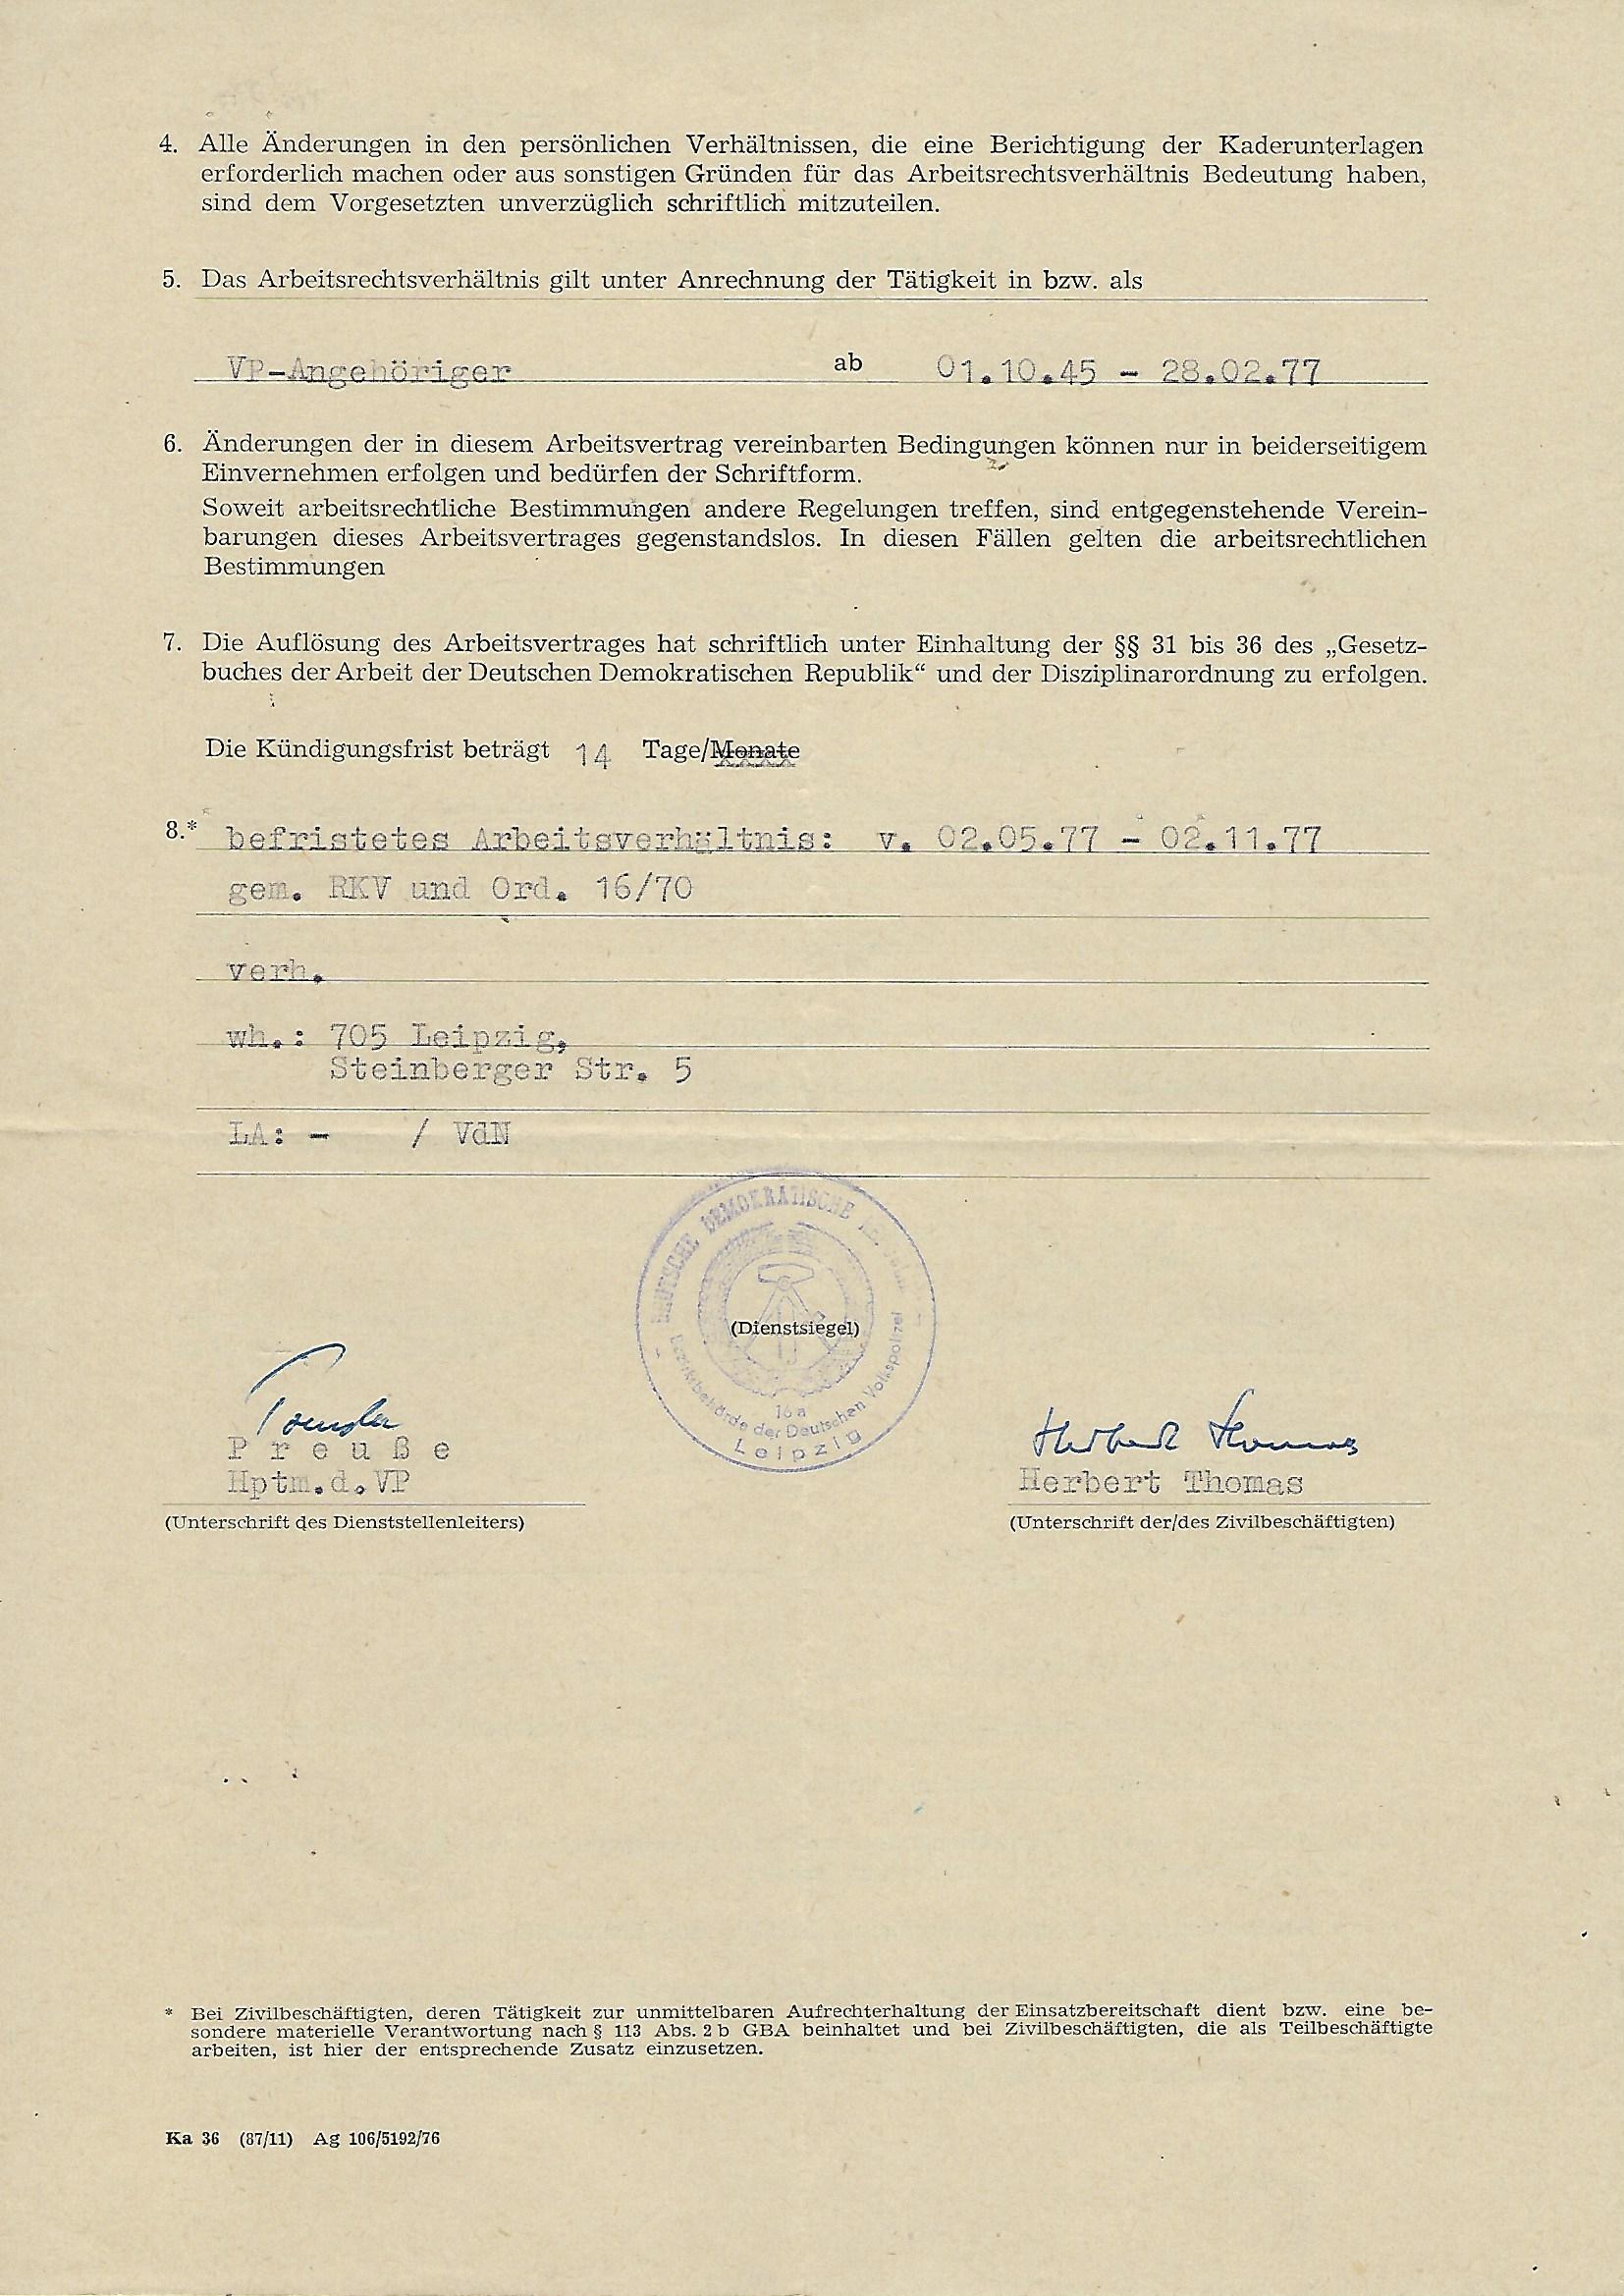 4. Alle Änderungen in den persönlichen Verhältnissen, die eine Berichtigung der Kaderunterlagen
erforderlich machen oder aus sonstigen Gründen für das Arbeitsrechtsverhältnis Bedeutung haben,
sind dem Vorgesetzten unverzüglich schriftlich mitzuteilen.
5. Das Arbeitsrechtsverhältnis gilt unter Anrechnung der Tätigkeit in bzw. als
VP-Angehöriger ab 01.10.45 - 28.02.77
6. Änderungen der in diesem Arbeitsvertrag vereinbarten Bedingungen können nur in beiderseitigem
Einvernehmen erfolgen und bedürfen der Schriftform.
Soweit arbeitsrechtliche Bestimmungen andere Regelungen treffen, sind entgegenstehende Verein-
barungen dieses Arbeitsvertrages gegenstandslos. In diesen Fällen gelten die arbeitsrechtlichen
Bestimmungen
7. Die Auflösung des Arbeitsvertrages hat schriftlich unter Einhaltung der §§ 31 bis 36 des „Gesetz-
buches der Arbeit der Deutschen Demokratischen Republik“ und der Disziplinarordnung zu erfolgen.
Die Kündigungsfrist beträgt 14 Tage/Monate
8.* befristetes Arbeitsverhältnis: v. 02.05.77 - 02.11.77
gem. RKV und Ord. 16/70
verh.
wh.: 705 Leipzig,
Steinberger Str. 5
LA: - / VdN
DEUTSCHE DEMOKRATISCHE
(Dienstsiegel)
16a
Bezirksbehörde der Deutschen Volkspolizei
Leipzig
Preuße
Hptm.d.VP
(Unterschrift des Dienststellenleiters)
Herbert Thomas
Herbert Thomas
(Unterschrift der/des Zivilbeschäftigten)
* Bei Zivilbeschäftigten, deren Tätigkeit zur unmittelbaren Aufrechterhaltung der Einsatzbereitschaft dient bzw. eine be-
sondere materielle Verantwortung nach § 113 Abs. 2 b GBA beinhaltet und bei Zivilbeschäftigten, die als Teilbeschäftigte
arbeiten, ist hier der entsprechende Zusatz einzusetzen.
Ka 36 (87/11) Ag 106/5192/76